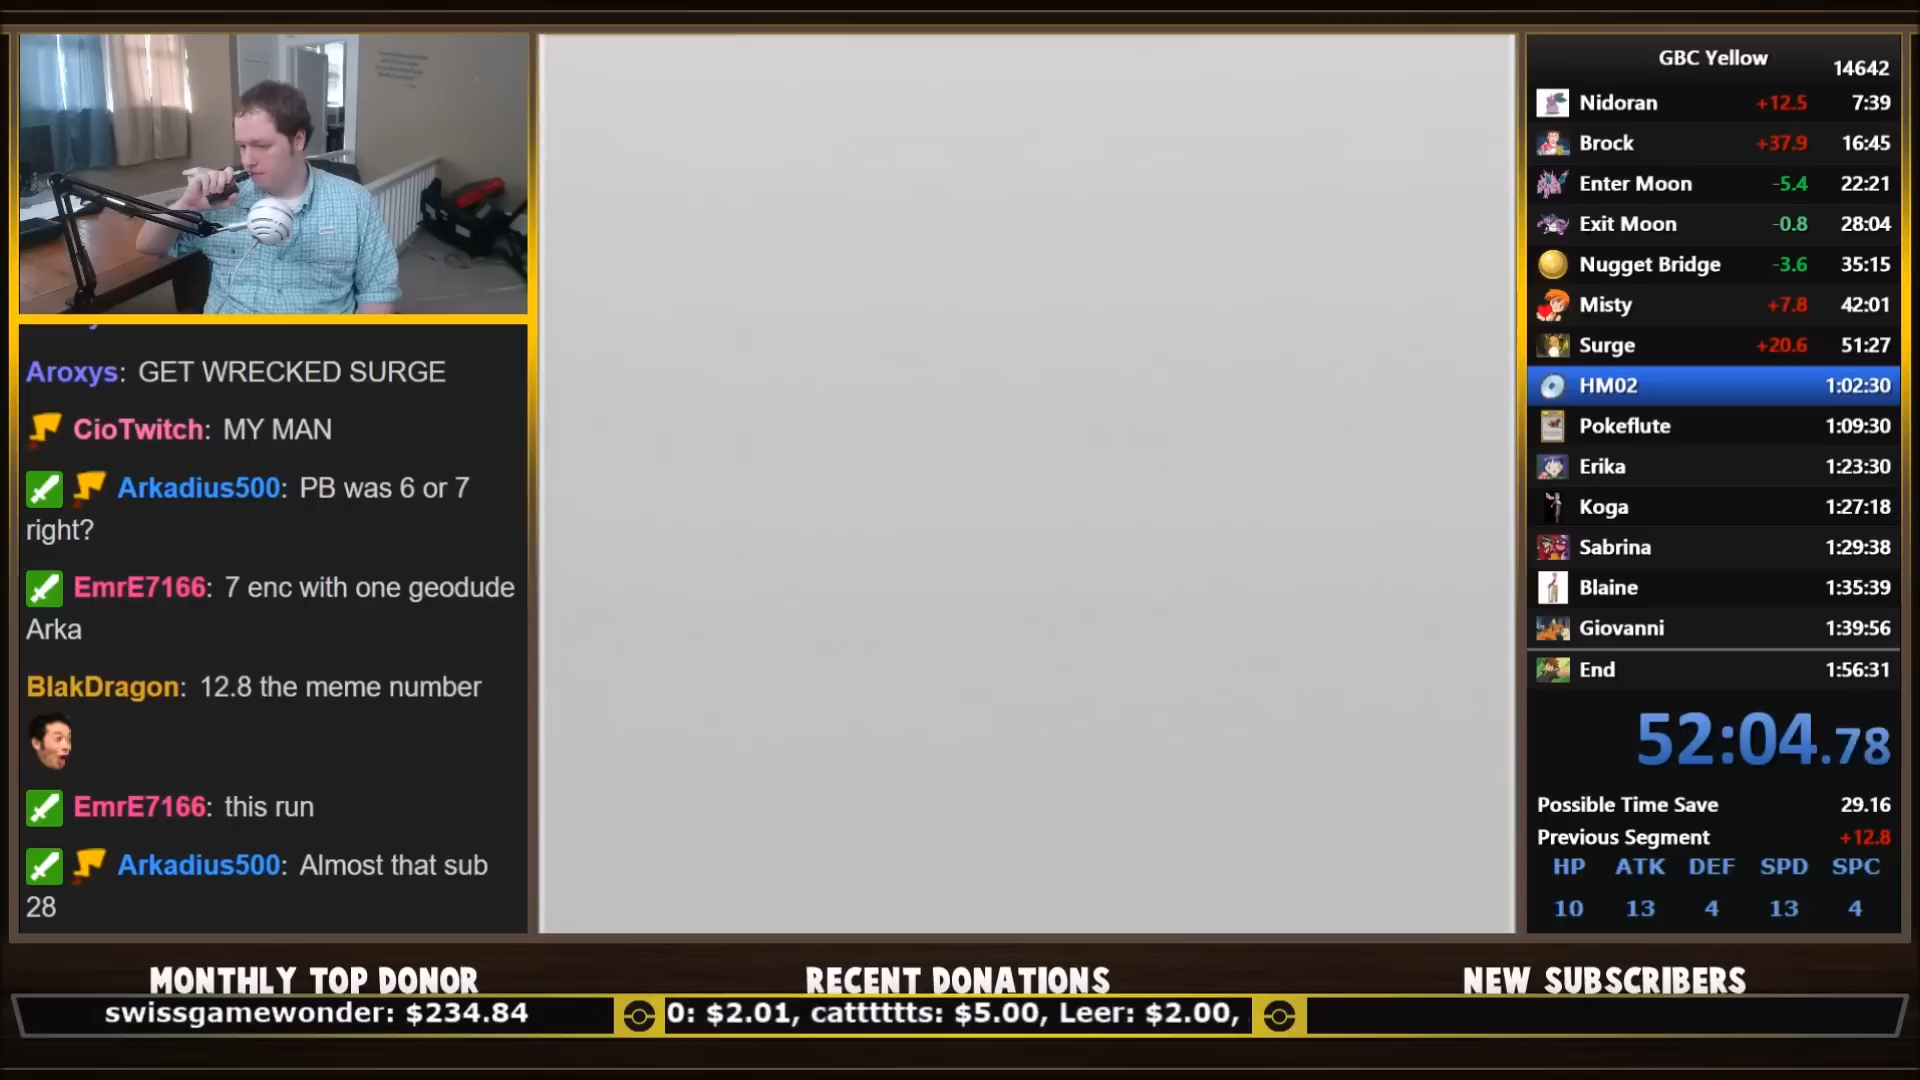 Aroxys: GET WRECKED SURGE
CioTwitch: MY MAN
Arkadius500: PB was 6 or 7
right?
EmrE7166: 7 enc with one geodude
Arka
BlakDragon: 12.8 the meme number
EmrE7166: this run
Arkadius500: Almost that sub
28
GBC Yellow 14642
Nidoran +12.5 7:39
Brock +37.9 16:45
Enter Moon -5.4 22:21
Exit Moon -0.8 28:04
Nugget Bridge -3.6 35:15
Misty +7.8 42:01
Surge +20.6 51:27
HM02 1:02:30
Pokeflute 1:09:30
Erika 1:23:30
Koga 1:27:18
Sabrina 1:29:38
Blaine 1:35:39
Giovanni 1:39:56
End 1:56:31
52:04.78
Possible Time Save 29.16
Previous Segment +12.8
HP ATK DEF SPD SPC
10 13 4 13 4
MONTHLY TOP DONOR
swissgamewonder: $234.84
RECENT DONATIONS
0: $2.01, catttttts: $5.00, Leer: $2.00,
NEW SUBSCRIBERS